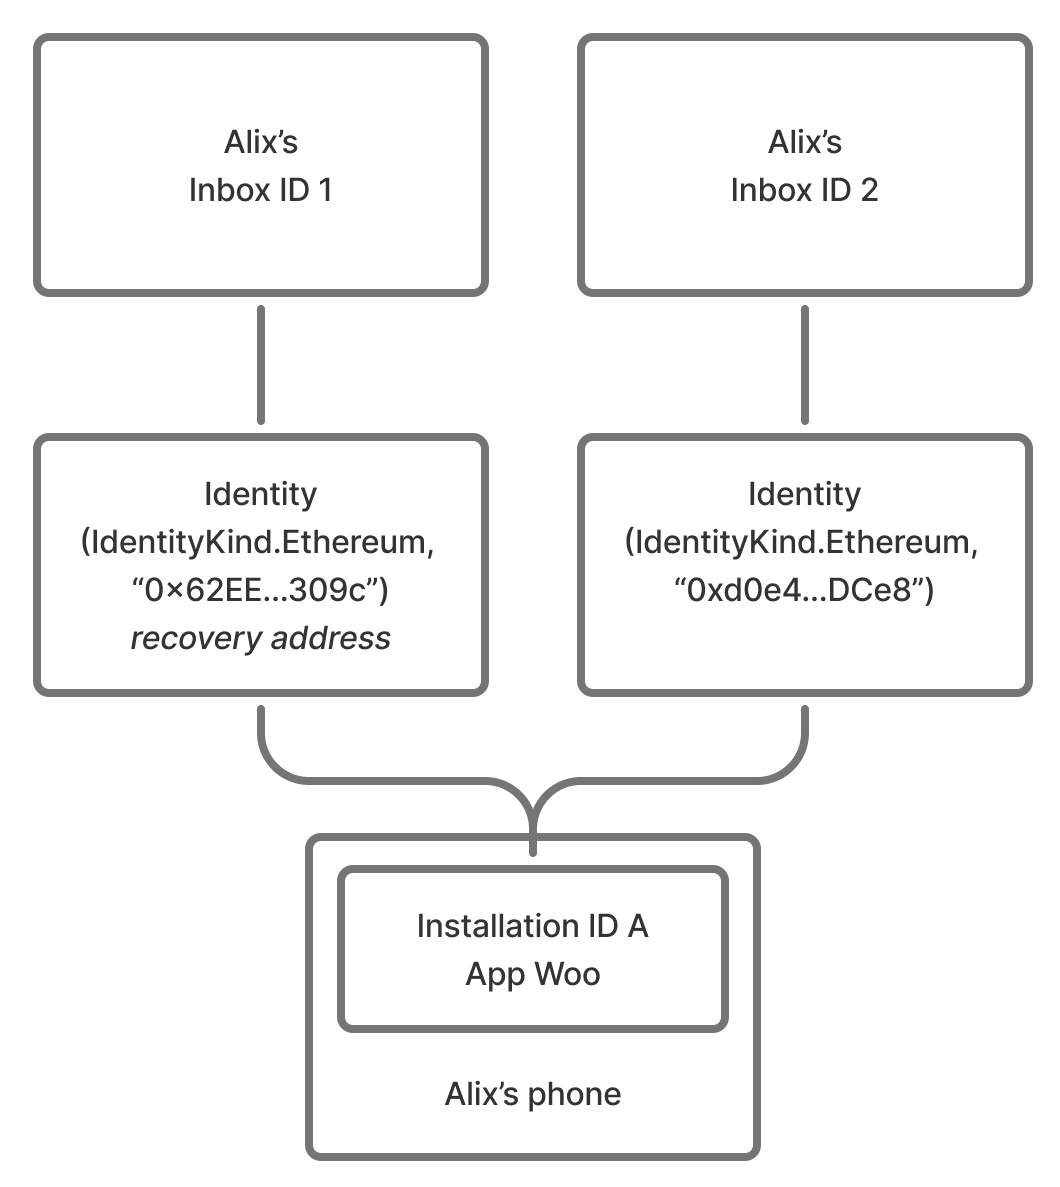 Alix’s
Inbox ID 1
Alix’s
Inbox ID 2
Identity
(IdentityKind.Ethereum,
“0×62EE...309c”)
recovery address
Identity
(IdentityKind.Ethereum,
“0xd0e4...DCe8”)
Installation ID A
App Woo
Alix’s phone